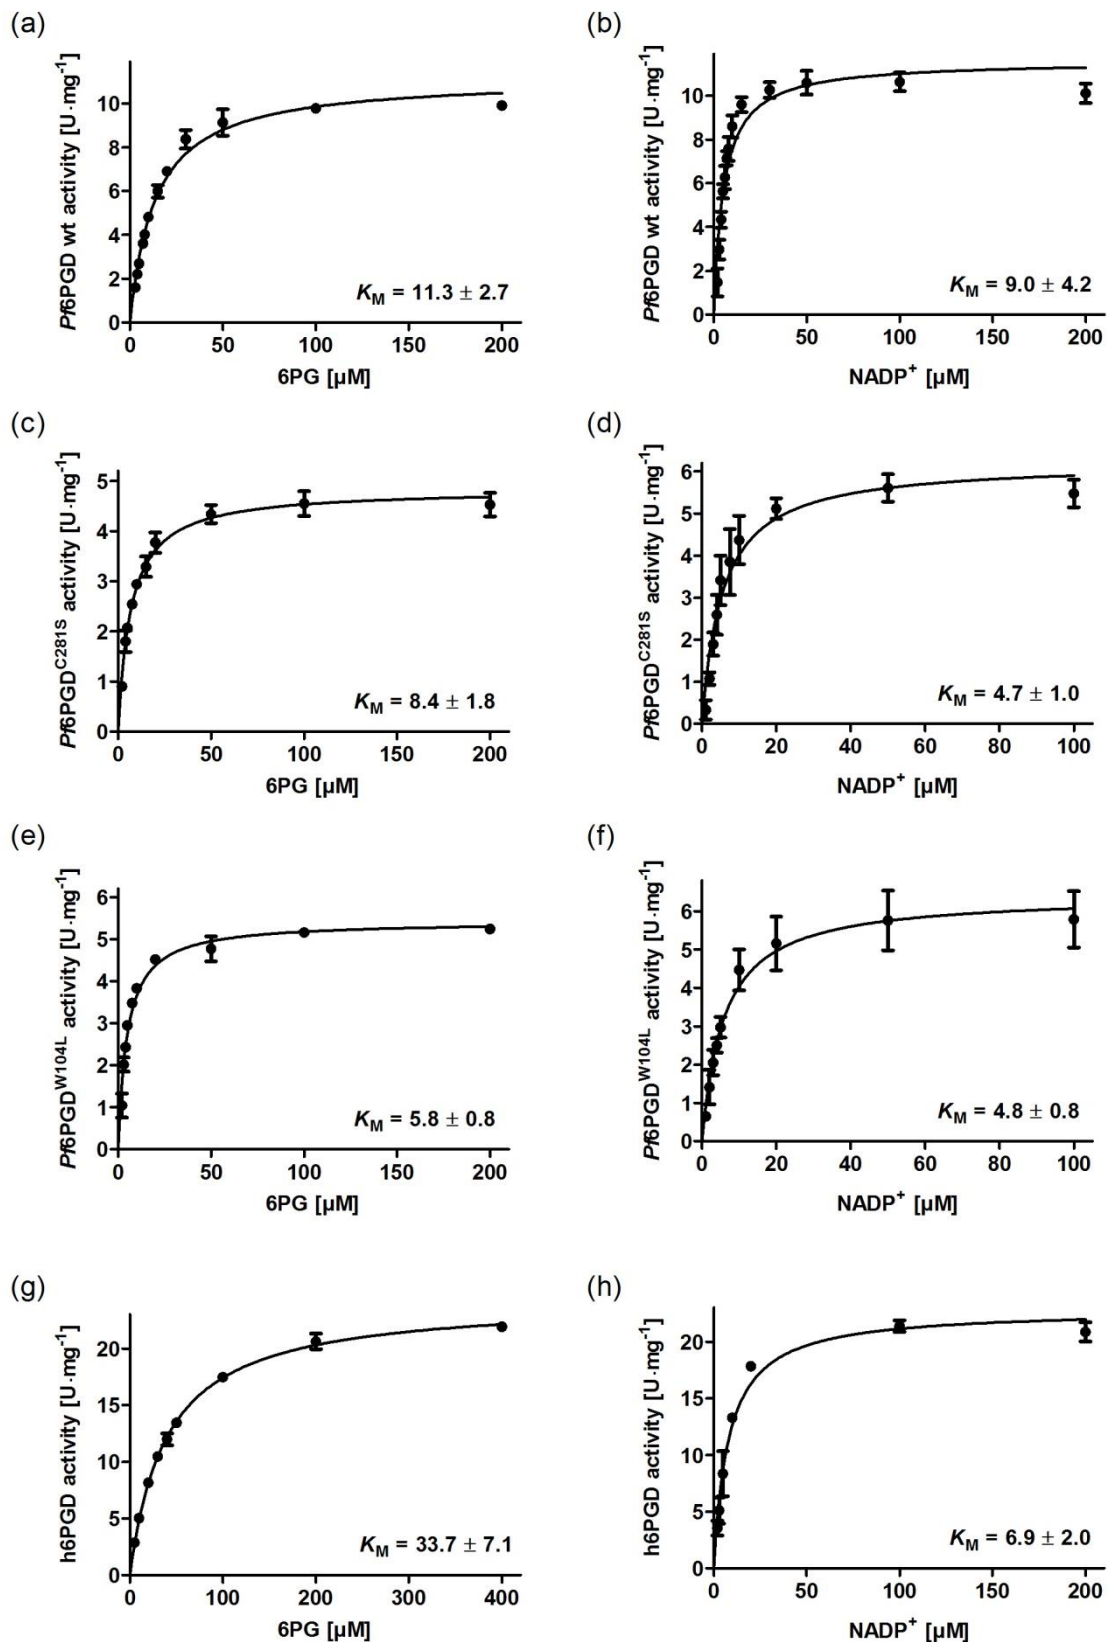 (a)
Pf6PGD wt activity [U·mg-1]
10
8
6
4
2
0
0 50 100 150 200
6PG [µM]
KM = 11.3 ± 2.7
(b)
Pf6PGD wt activity [U·mg-1]
10
8
6
4
2
0
0 50 100 150 200
NADP+ [µM]
KM = 9.0 ± 4.2
(c)
Pf6PGDC281S activity [U·mg-1]
5
4
3
2
1
0
0 50 100 150 200
6PG [µM]
KM = 8.4 ± 1.8
(d)
Pf6PGDC281S activity [U·mg-1]
6
5
4
3
2
1
0
0 20 40 60 80 100
NADP+ [µM]
KM = 4.7 ± 1.0
(e)
Pf6PGDW104L activity [U·mg-1]
6
5
4
3
2
1
0
0 50 100 150 200
6PG [µM]
KM = 5.8 ± 0.8
(f)
Pf6PGDW104L activity [U·mg-1]
6
5
4
3
2
1
0
0 20 40 60 80 100
NADP+ [µM]
KM = 4.8 ± 0.8
(g)
h6PGD activity [U·mg-1]
20
15
10
5
0
0 100 200 300 400
6PG [µM]
KM = 33.7 ± 7.1
(h)
h6PGD activity [U·mg-1]
20
15
10
5
0
0 50 100 150 200
NADP+ [µM]
KM = 6.9 ± 2.0